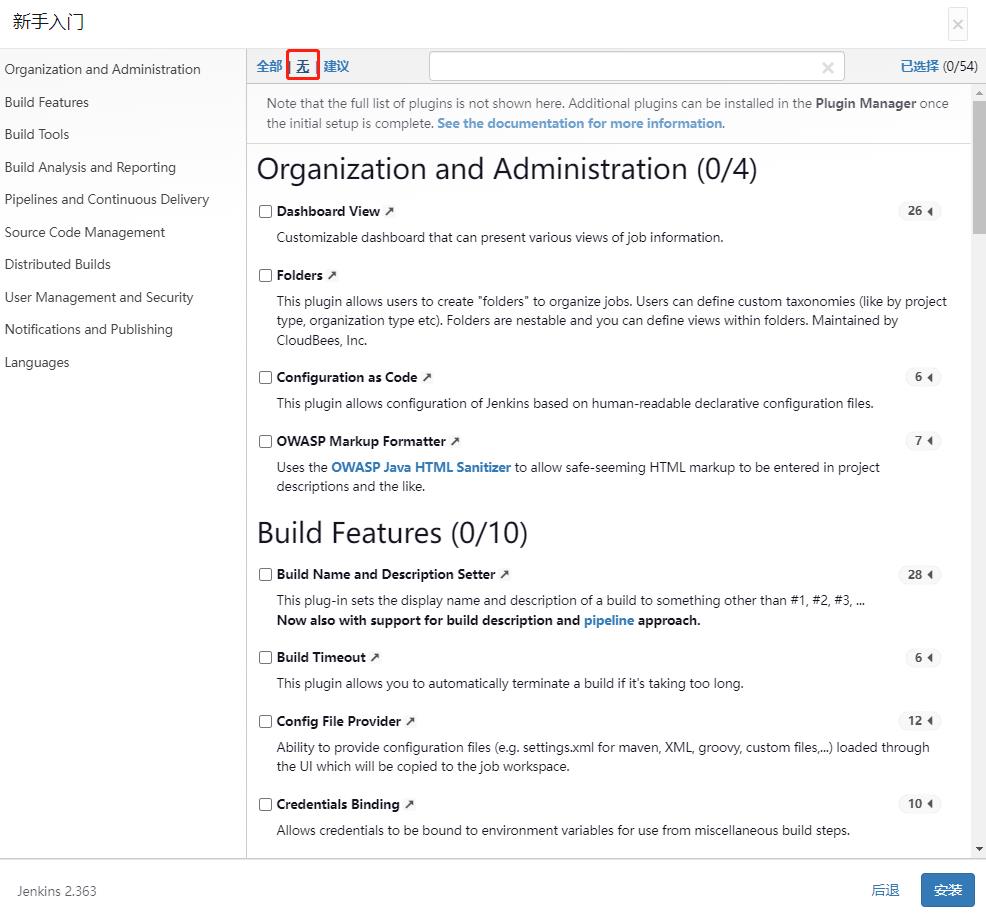 新手入门
×
Organization and Administration
Build Features
Build Tools
Build Analysis and Reporting
Pipelines and Continuous Delivery
Source Code Management
Distributed Builds
User Management and Security
Notifications and Publishing
Languages
全部 | 无 | 建议
×
已选择 (0/54)
Note that the full list of plugins is not shown here. Additional plugins can be installed in the Plugin Manager once
the initial setup is complete. See the documentation for more information.
Organization and Administration (0/4)
Dashboard View ↗ 26
Customizable dashboard that can present various views of job information.
Folders ↗
This plugin allows users to create "folders" to organize jobs. Users can define custom taxonomies (like by project
type, organization type etc). Folders are nestable and you can define views within folders. Maintained by
CloudBees, Inc.
Configuration as Code ↗ 6
This plugin allows configuration of Jenkins based on human-readable declarative configuration files.
OWASP Markup Formatter ↗ 7
Uses the OWASP Java HTML Sanitizer to allow safe-seeming HTML markup to be entered in project
descriptions and the like.
Build Features (0/10)
Build Name and Description Setter ↗ 28
This plug-in sets the display name and description of a build to something other than #1, #2, #3, ...
Now also with support for build description and pipeline approach.
Build Timeout ↗ 6
This plugin allows you to automatically terminate a build if it's taking too long.
Config File Provider ↗ 12
Ability to provide configuration files (e.g. settings.xml for maven, XML, groovy, custom files,...) loaded through
the UI which will be copied to the job workspace.
Credentials Binding ↗ 10
Allows credentials to be bound to environment variables for use from miscellaneous build steps.
Jenkins 2.363
后退
安装